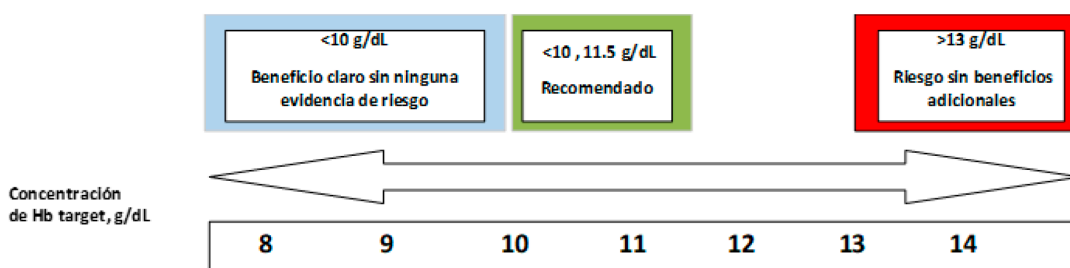 <10 g/dL
Beneficio claro sin ninguna
evidencia de riesgo
<10 , 11.5 g/dL
Recomendado
>13 g/dL
Riesgo sin beneficios
adicionales
Concentración
de Hb target, g/dL
8 9 10 11 12 13 14